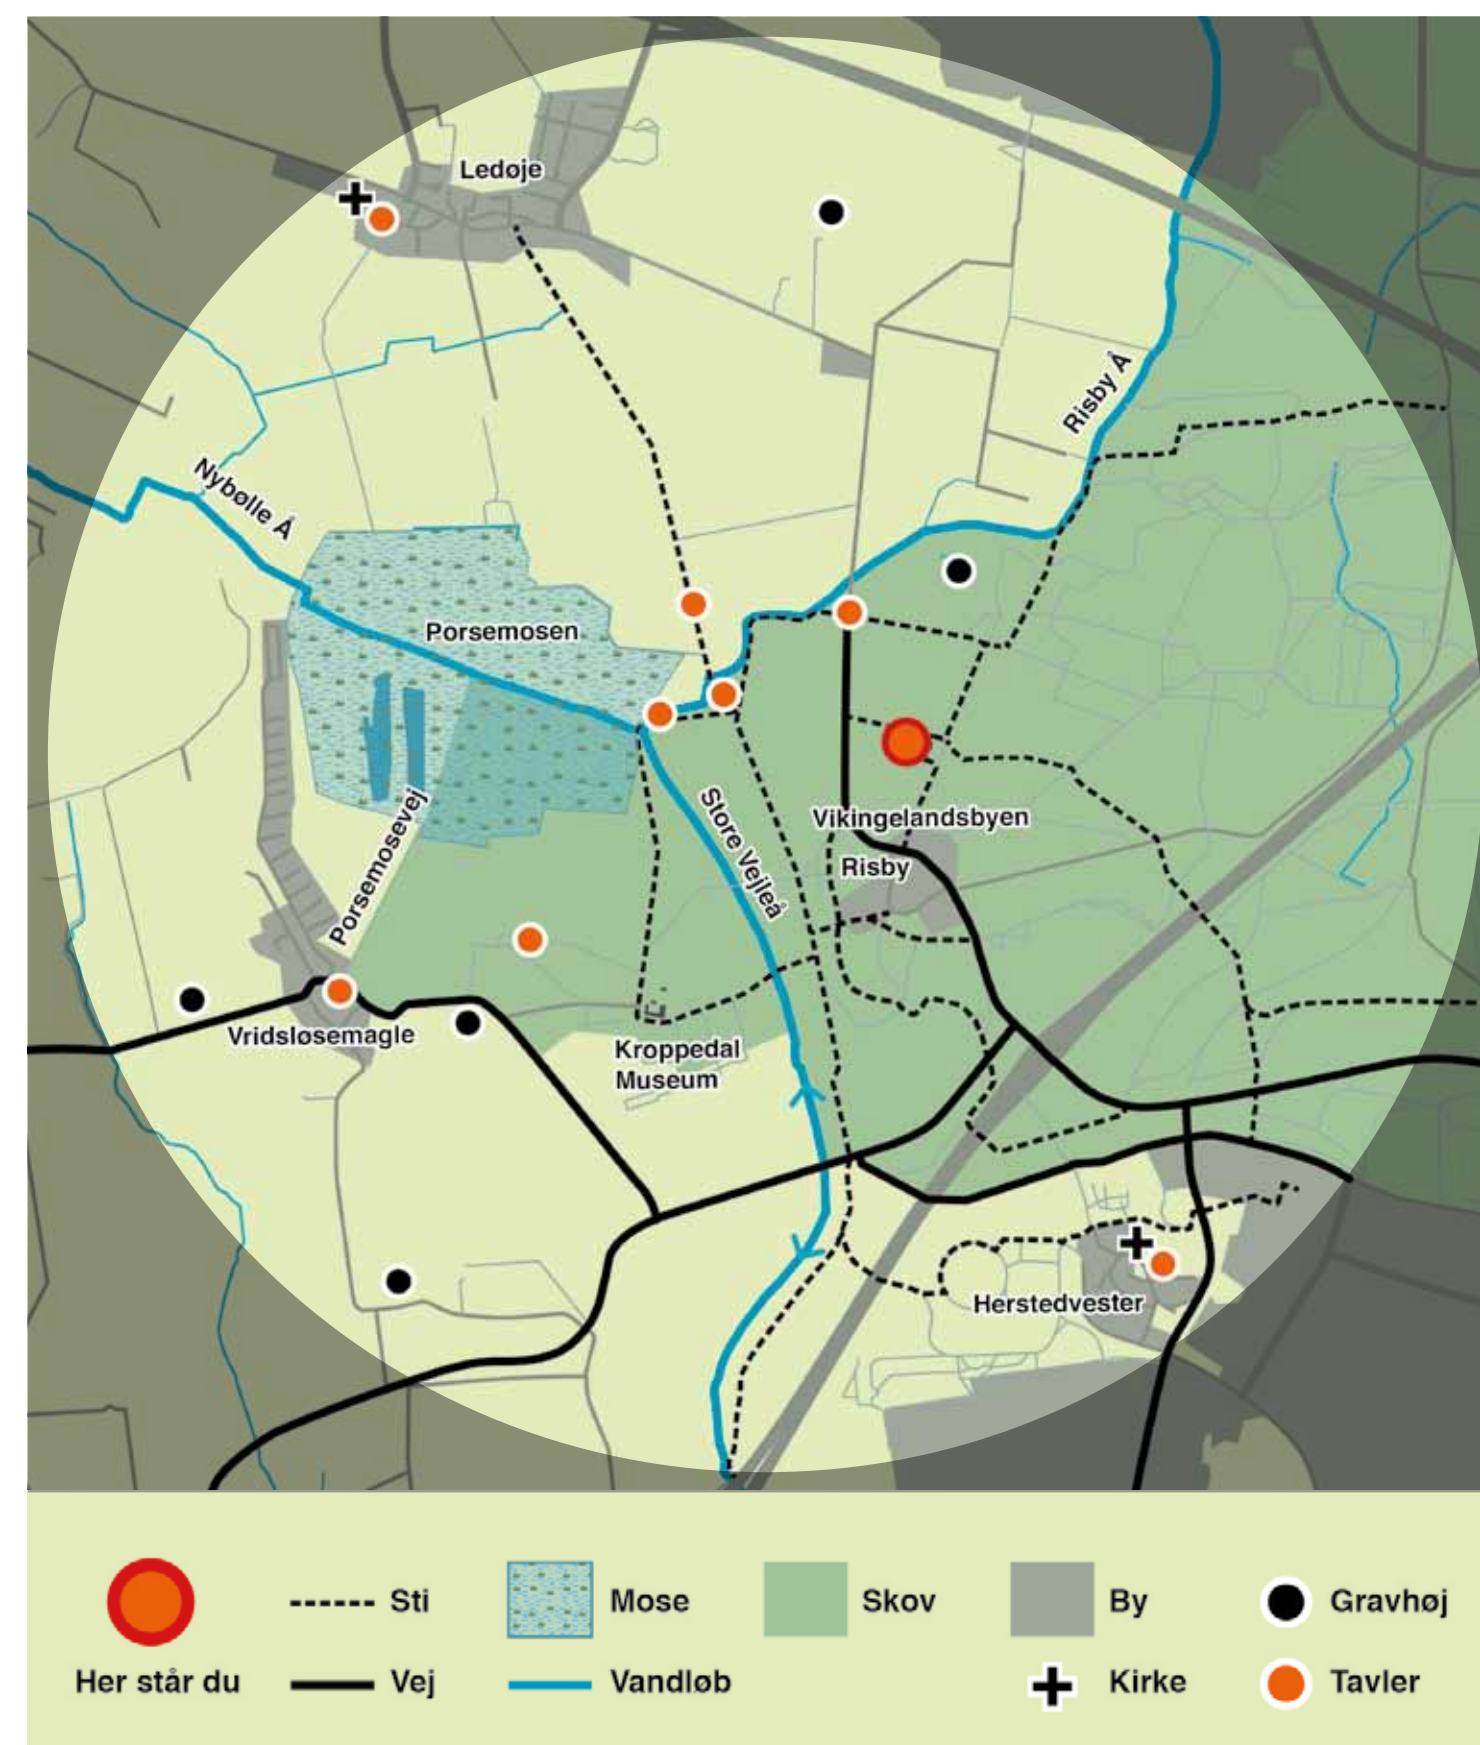 Ledøje
Risby Å
Nybølle Å
Porsemosen
Store Vejleå
Porsemosevej
Vikingelandsbyen
Risby
Vridsløsemagle
Kroppedal
Museum
Herstedvester
Her står du
Sti
Vej
Mose
Vandløb
Skov
By
Kirke
Gravhøj
Tavler